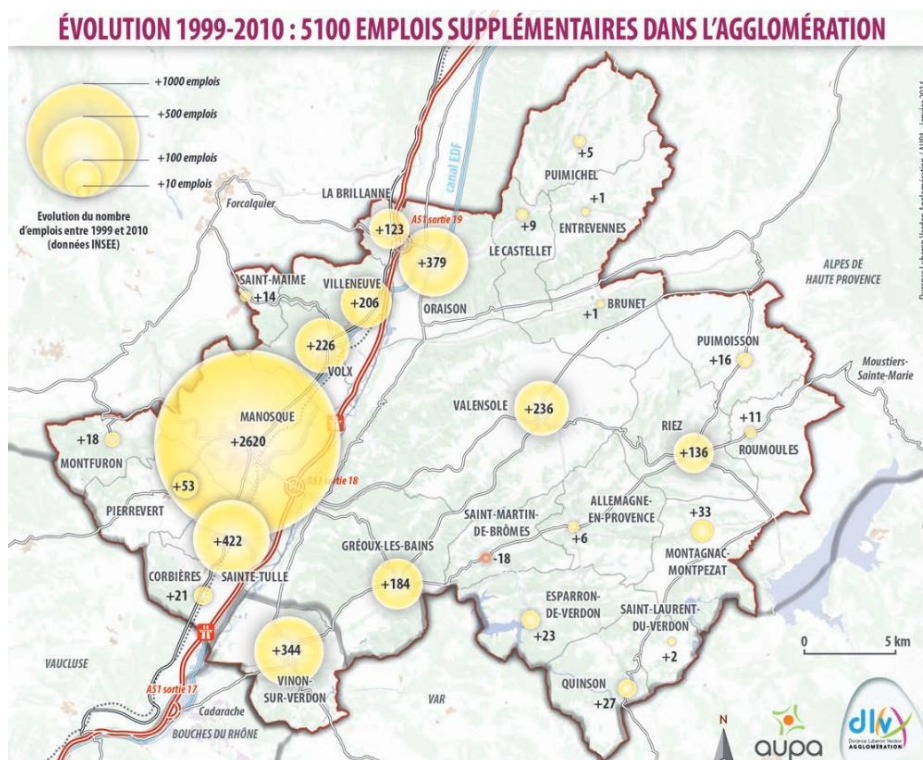 ÉVOLUTION 1999-2010 : 5100 EMPLOIS SUPPLÉMENTAIRES DANS L'AGGLOMÉRATION
+1000 emplois
+500 emplois
+100 emplois
+10 emplois
Evolution du nombre
d'emplois entre 1999 et 2010
(données INSEE)
canal EDF
+5
PUIMICHEL
LA BRILLANNE
Forcalquier
+1
ENTREVENNES
A51 sortie 19
+123
+9
LE CASTELLET
+379
ORAISON
ALPES DE
HAUTE PROVENCE
SAINT-MAIME
+14
VILLENEUVE
+206
BRUNET
+1
+226
VOLX
PUIMOISSON
+16
Moustiers-
Sainte-Marie
MANOSQUE
+2620
VALENSOLE
+236
RIEZ
+136
+11
ROUMOULES
+18
MONTFURON
+53
PIERREVERT
A51 sortie 18
SAINT-MARTIN-
DE-BRÔMES
-18
ALLEMAGNE-
EN-PROVENCE
+6
+33
MONTAGNAC-
MONTPEZAT
+422
SAINTE-TULLE
GRÉOUX-LES-BAINS
+184
CORBIÈRES
+21
ESPARRON-
DE-VERDON
+23
SAINT-LAURENT-
DU-VERDON
+2
0
5 km
+344
VINON-
SUR-VERDON
VAUCLUSE
A51 sortie 17
QUINSON
+27
VAR
Cadarache
BOUCHES DU RHÔNE
N
aupa
dlva
Durance Luberon Verdon
AGGLOMÉRATION